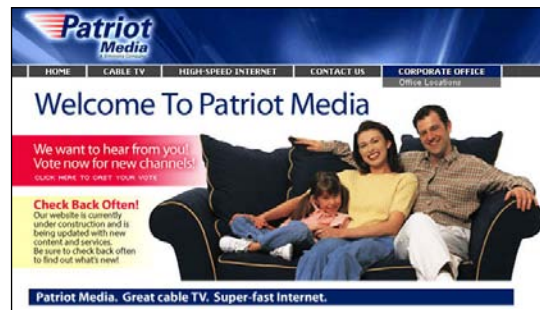 Patriot
Media
HOME
CABLE TV
HIGH-SPEED INTERNET
CONTACT US
CORPORATE OFFICE
Office Locations
Welcome To Patriot Media
We want to hear from you!
Vote now for new channels!
CLICK HERE TO CAST YOUR VOTE
Check Back Often!
Our website is currently
under construction and is
being updated with new
content and services.
Be sure to check back often
to find out what's new!
Patriot Media. Great cable TV. Super-fast Internet.